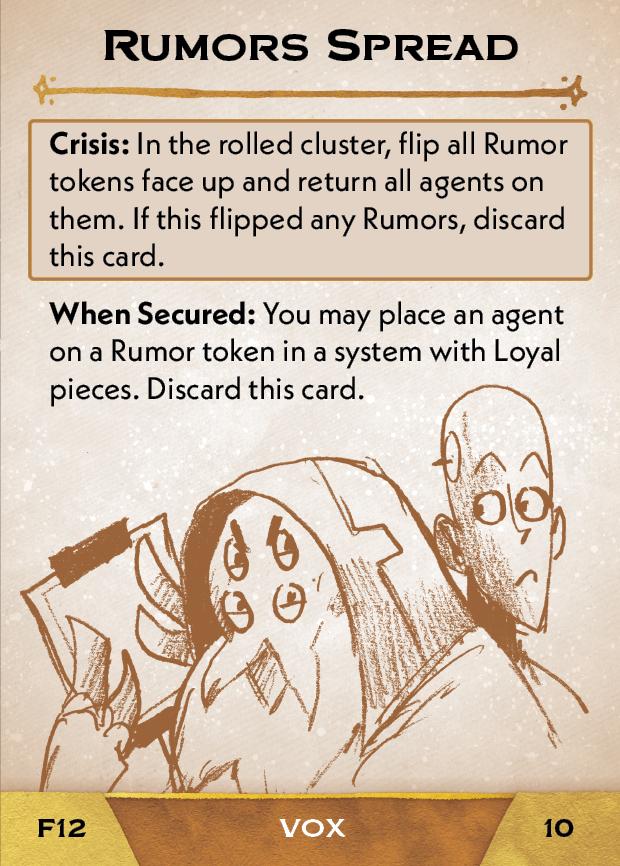 Rumors Spread
Crisis: In the rolled cluster, flip all Rumor
tokens face up and return all agents on
them. If this flipped any Rumors, discard
this card.
When Secured: You may place an agent
on a Rumor token in a system with Loyal
pieces. Discard this card.
F12
VOX
10